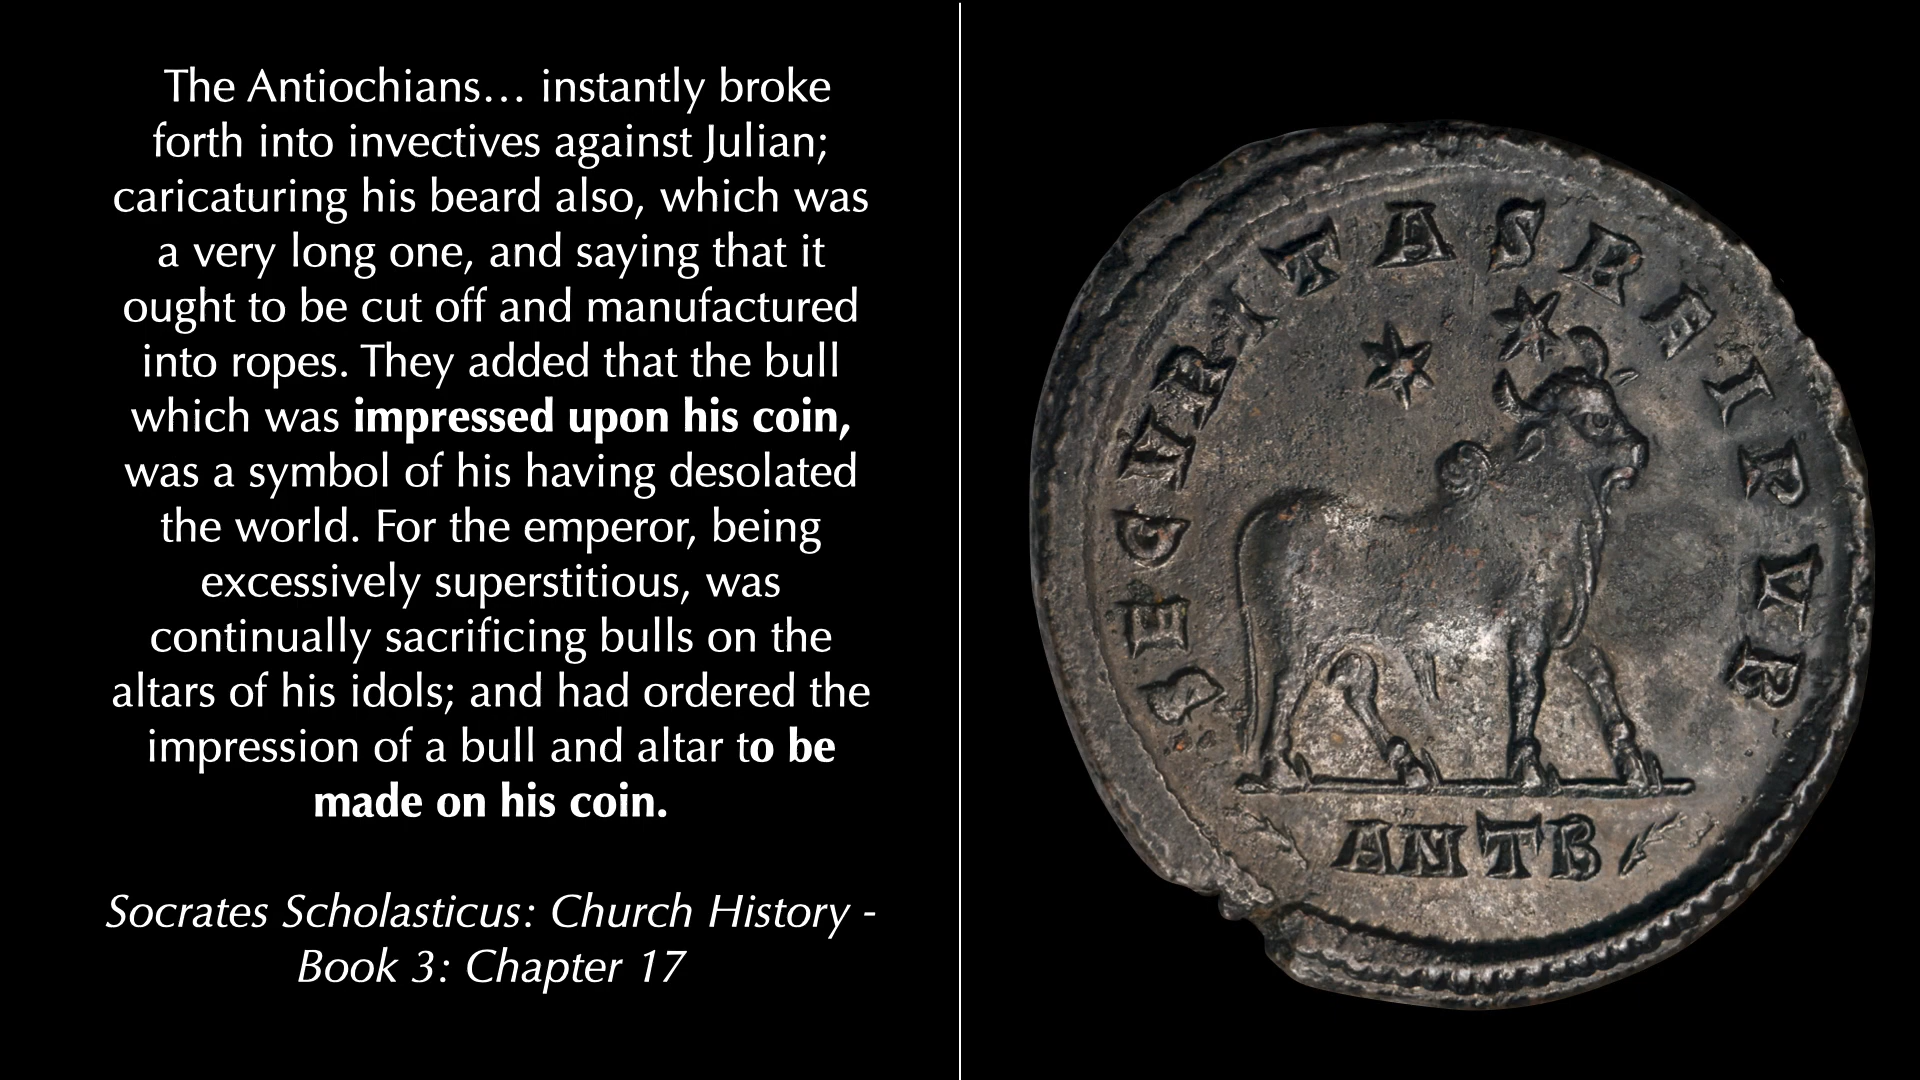 The Antiochians… instantly broke
forth into invectives against Julian;
caricaturing his beard also, which was
a very long one, and saying that it
ought to be cut off and manufactured
into ropes. They added that the bull
which was impressed upon his coin,
was a symbol of his having desolated
the world. For the emperor, being
excessively superstitious, was
continually sacrificing bulls on the
altars of his idols; and had ordered the
impression of a bull and altar to be
made on his coin.
Socrates Scholasticus: Church History -
Book 3: Chapter 17
SECVRITAS REIPVB
ANTB